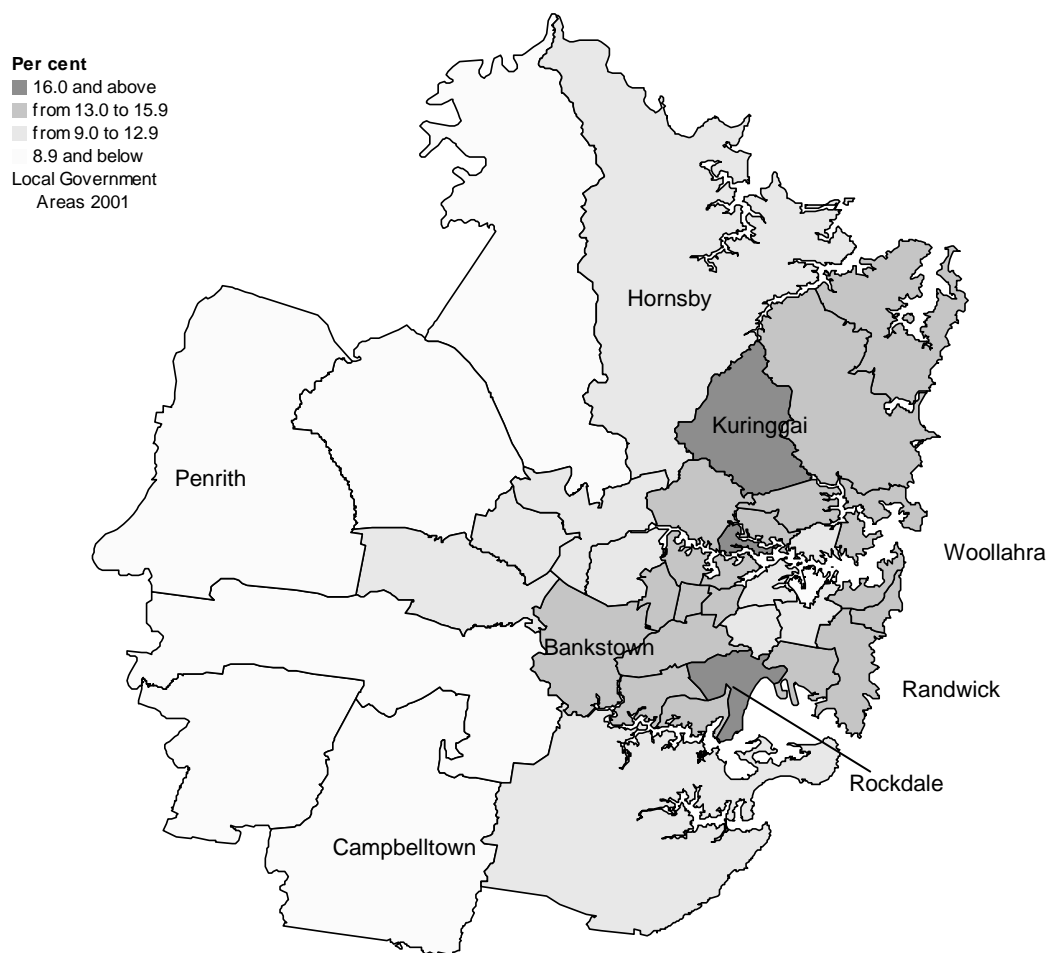 Per cent
16.0 and above
from 13.0 to 15.9
from 9.0 to 12.9
8.9 and below
Local Government
Areas 2001
Hornsby
Kuringgai
Penrith
Woollahra
Bankstown
Randwick
Rockdale
Campbelltown